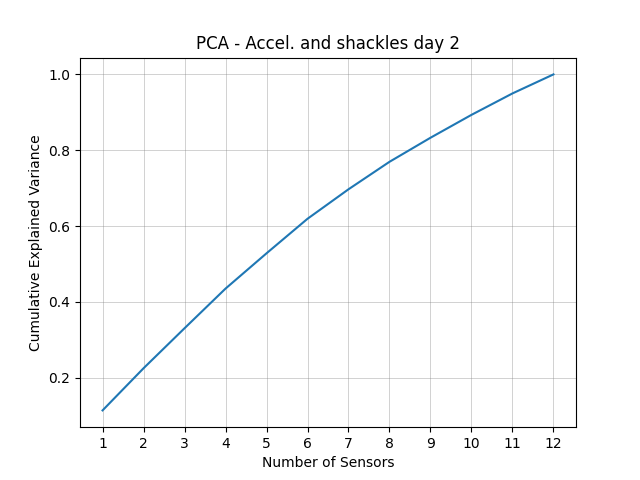 PCA - Accel. and shackles day 2
1.0
0.8
0.6
0.4
0.2
Cumulative Explained Variance
1 2 3 4 5 6 7 8 9 10 11 12
Number of Sensors